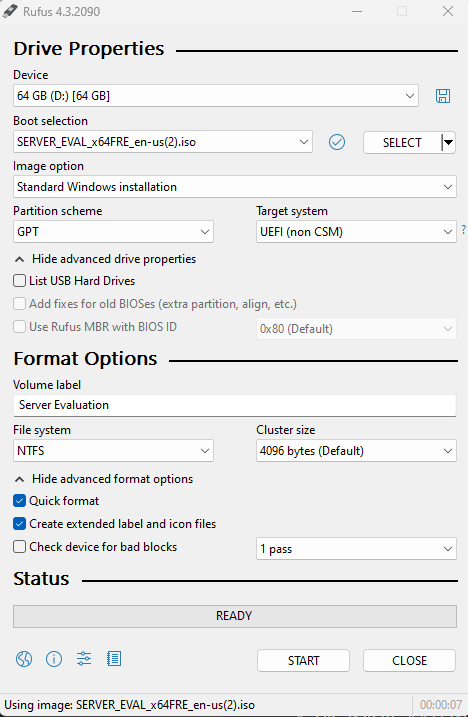 Rufus 4.3.2090
Drive Properties
Device
64 GB (D:) [64 GB]
Boot selection
SERVER_EVAL_x64FRE_en-us(2).iso
SELECT
Image option
Standard Windows installation
Partition scheme Target system
GPT UEFI (non CSM) ?
Hide advanced drive properties
List USB Hard Drives
Add fixes for old BIOSes (extra partition, align, etc.)
Use Rufus MBR with BIOS ID 0x80 (Default)
Format Options
Volume label
Server Evaluation
File system Cluster size
NTFS 4096 bytes (Default)
Hide advanced format options
Quick format
Create extended label and icon files
Check device for bad blocks 1 pass
Status
READY
START CLOSE
Using image: SERVER_EVAL_x64FRE_en-us(2).iso 00:00:07